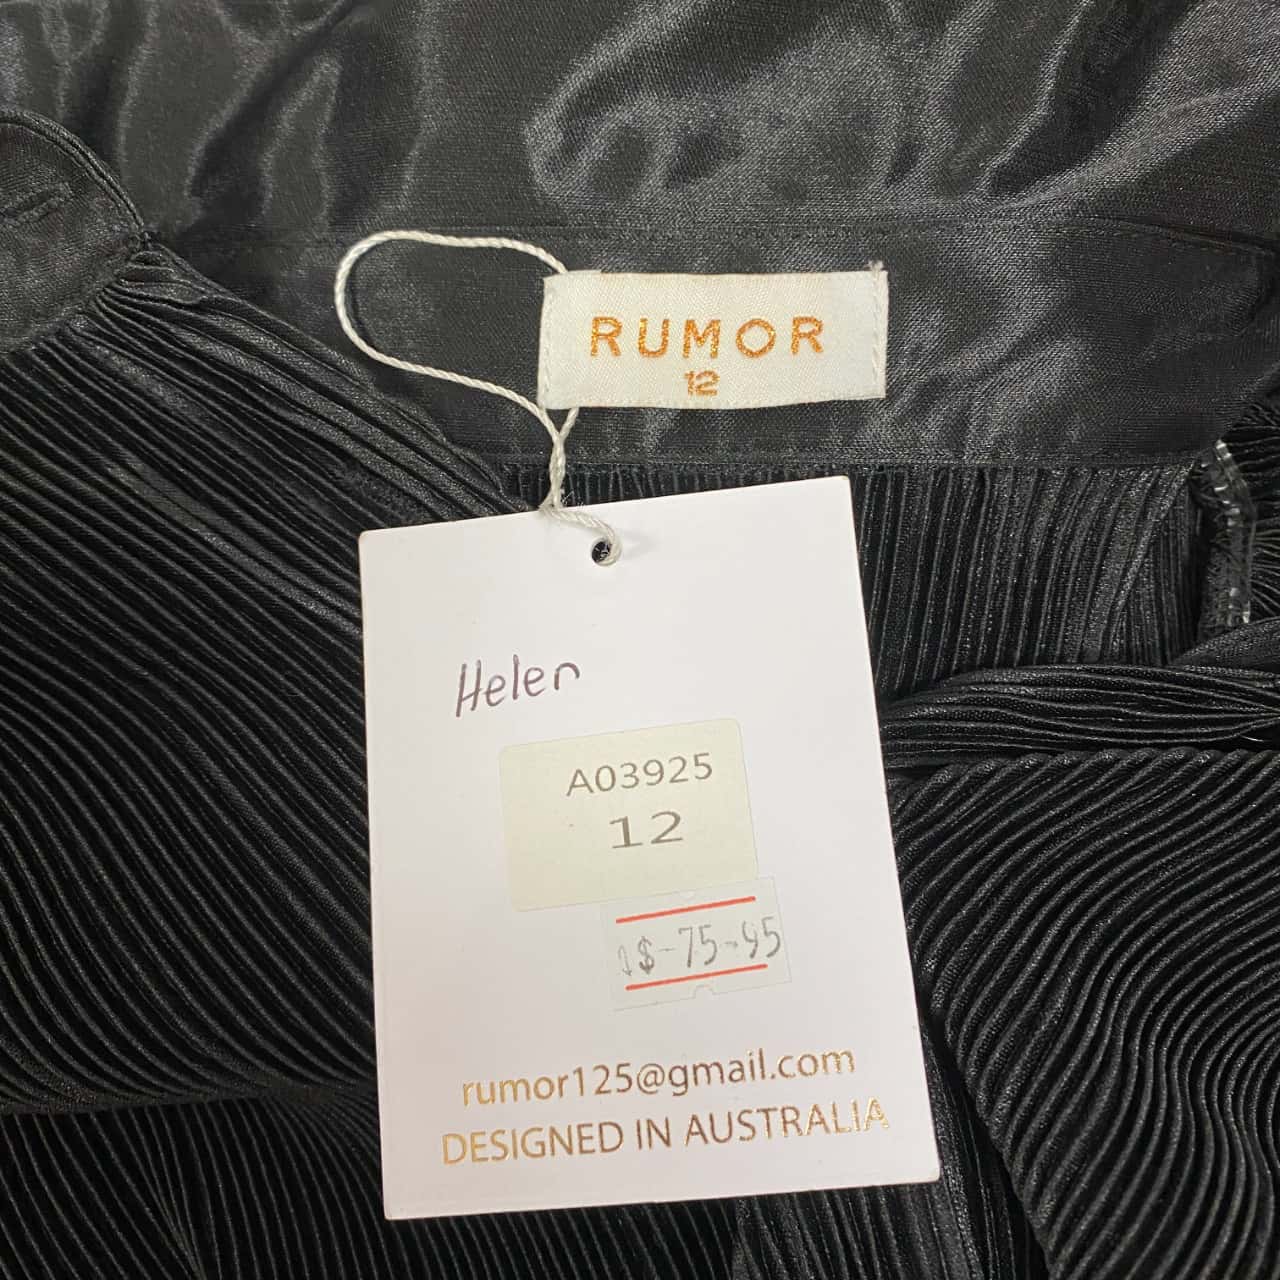 RUMOR
12
Helen
A03925
12
$-75-95
rumor125@gmail.com
DESIGNED IN AUSTRALIA